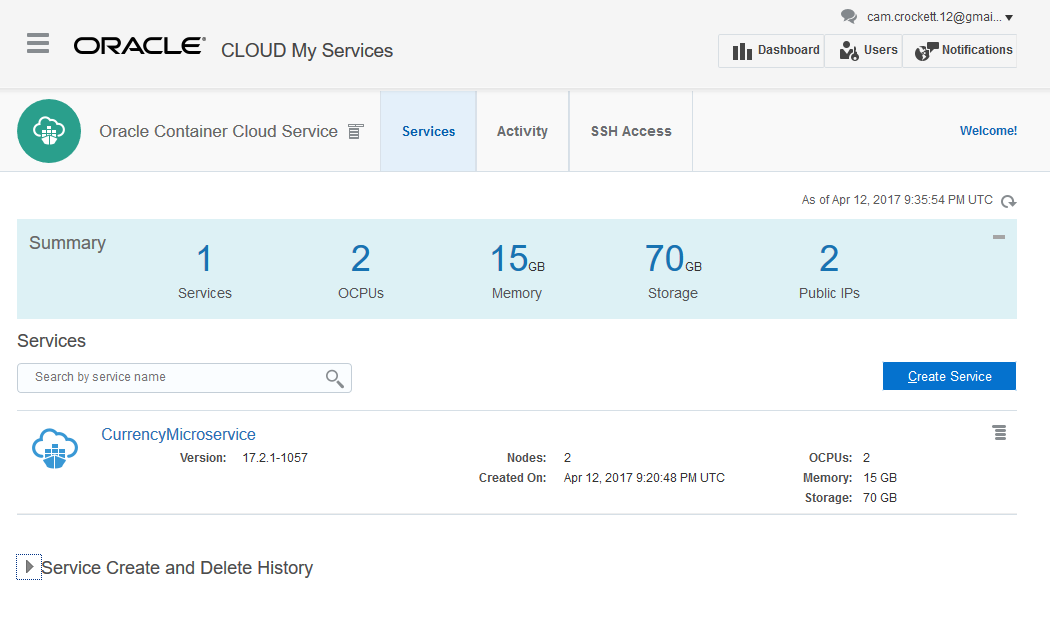 cam.crockett.12@gmai...
ORACLE® CLOUD My Services
Dashboard Users Notifications
Oracle Container Cloud Service Services Activity SSH Access Welcome!
As of Apr 12, 2017 9:35:54 PM UTC
Summary
1 2 15GB 70GB 2
Services OCPUs Memory Storage Public IPs
Services
Search by service name Create Service
CurrencyMicroservice
Version: 17.2.1-1057 Nodes: 2 OCPUs: 2
Created On: Apr 12, 2017 9:20:48 PM UTC Memory: 15 GB
Storage: 70 GB
Service Create and Delete History